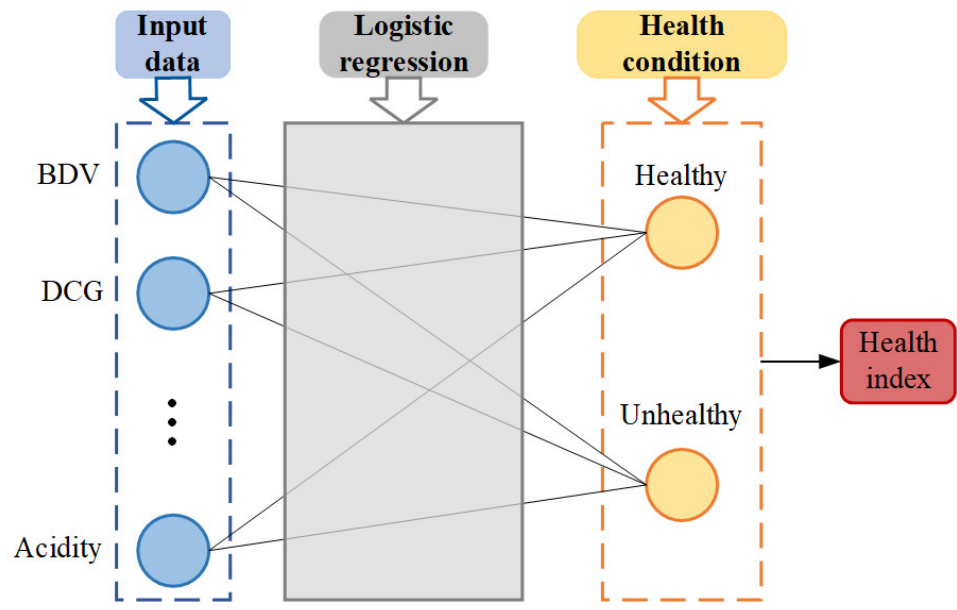 Input
data
Logistic
regression
Health
condition
BDV
DCG
Acidity
Healthy
Unhealthy
Health
index